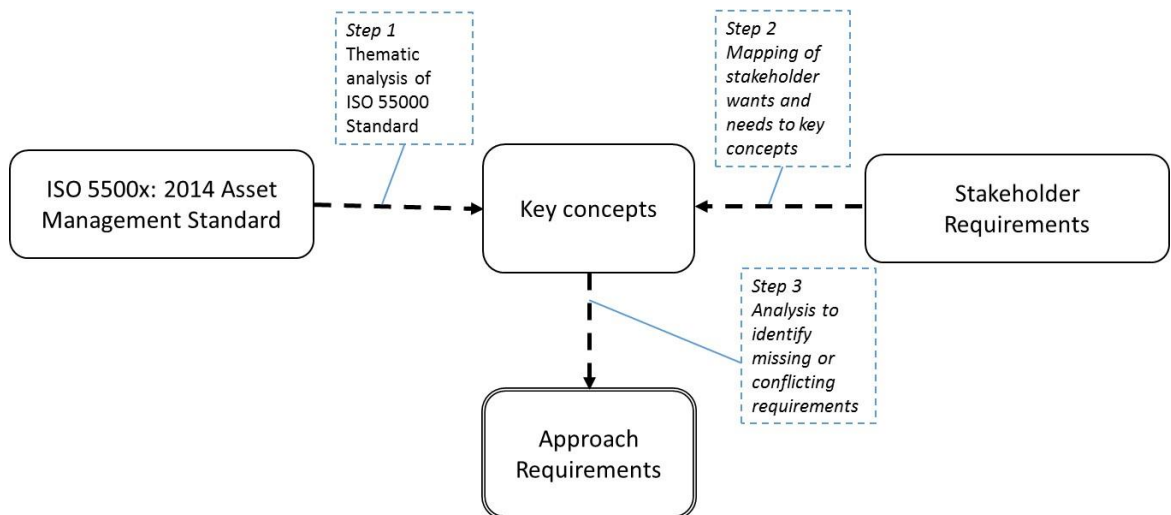 Step 1
Thematic
analysis of
ISO 55000
Standard
Step 2
Mapping of
stakeholder
wants and
needs to key
concepts
ISO 5500x: 2014 Asset
Management Standard
Key concepts
Stakeholder
Requirements
Step 3
Analysis to
identify
missing or
conflicting
requirements
Approach
Requirements